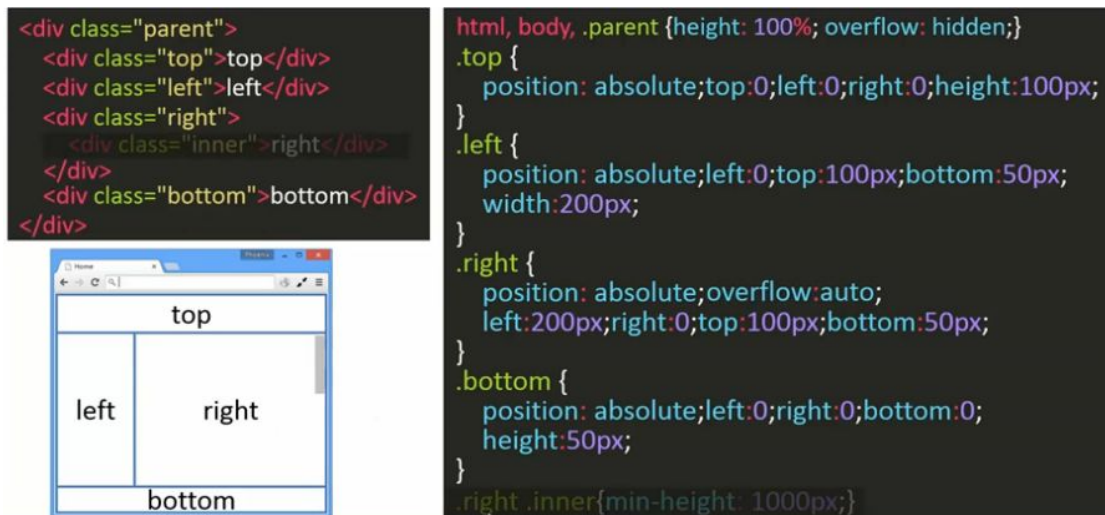 <div class="parent">
<div class="top">top</div>
<div class="left">left</div>
<div class="right">
<div class="inner">right</div>
</div>
<div class="bottom">bottom</div>
</div>
Home
top
left
right
bottom
html, body, .parent {height: 100%; overflow: hidden;}
.top {
position: absolute;top:0;left:0;right:0;height:100px;
}
.left {
position: absolute;left:0;top:100px;bottom:50px;
width:200px;
}
.right {
position: absolute;overflow:auto;
left:200px;right:0;top:100px;bottom:50px;
}
.bottom {
position: absolute;left:0;right:0;bottom:0;
height:50px;
}
.right .inner{min-height: 1000px;}